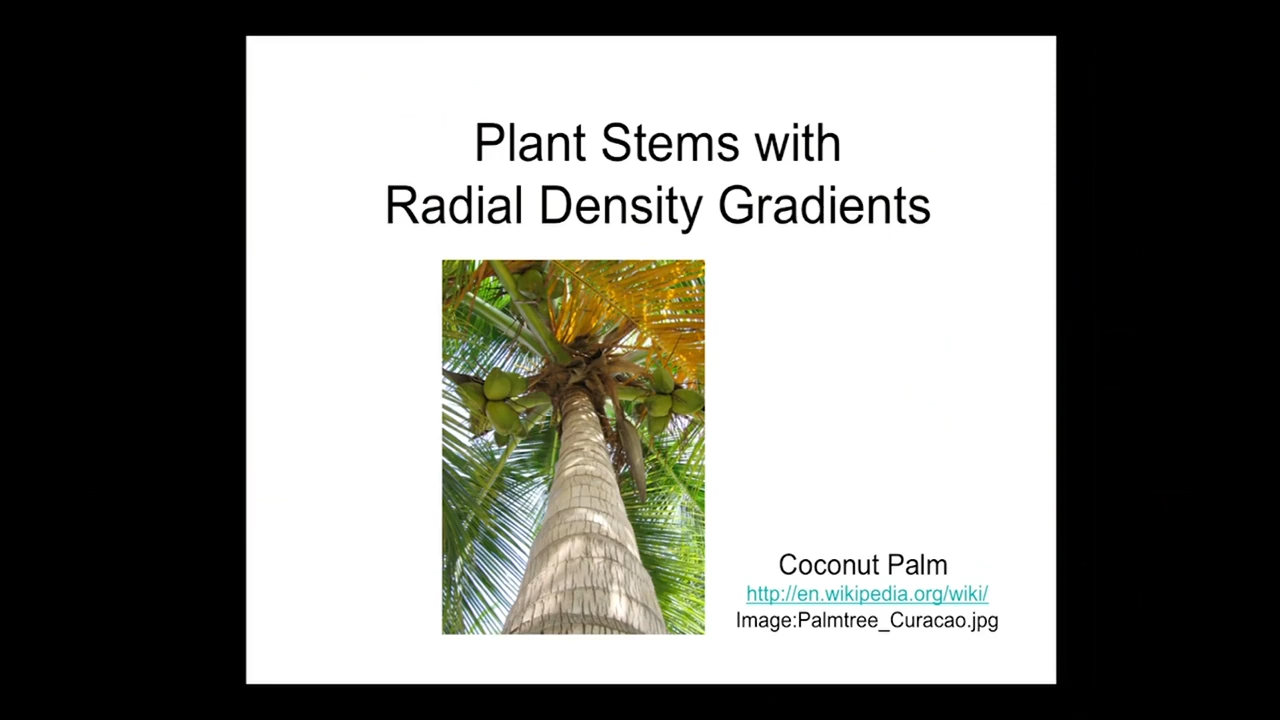 Plant Stems with
Radial Density Gradients
Coconut Palm
http://en.wikipedia.org/wiki/
Image:Palmtree_Curacao.jpg